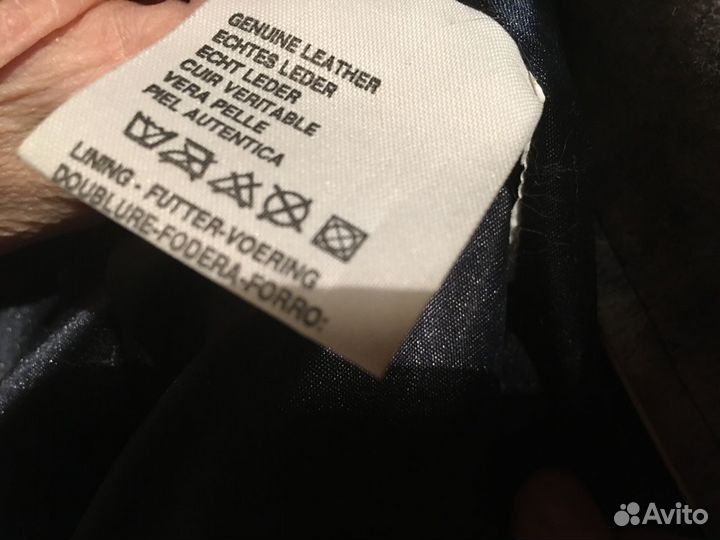 GENUINE LEATHER
ECHTES LEDER
ECHT LEDER
CUIR VERITABLE
VERA PELLE
PIEL AUTENTICA
LINING - FUTTER-VOERING
DOUBLURE-FODERA-FORRO:
Avito